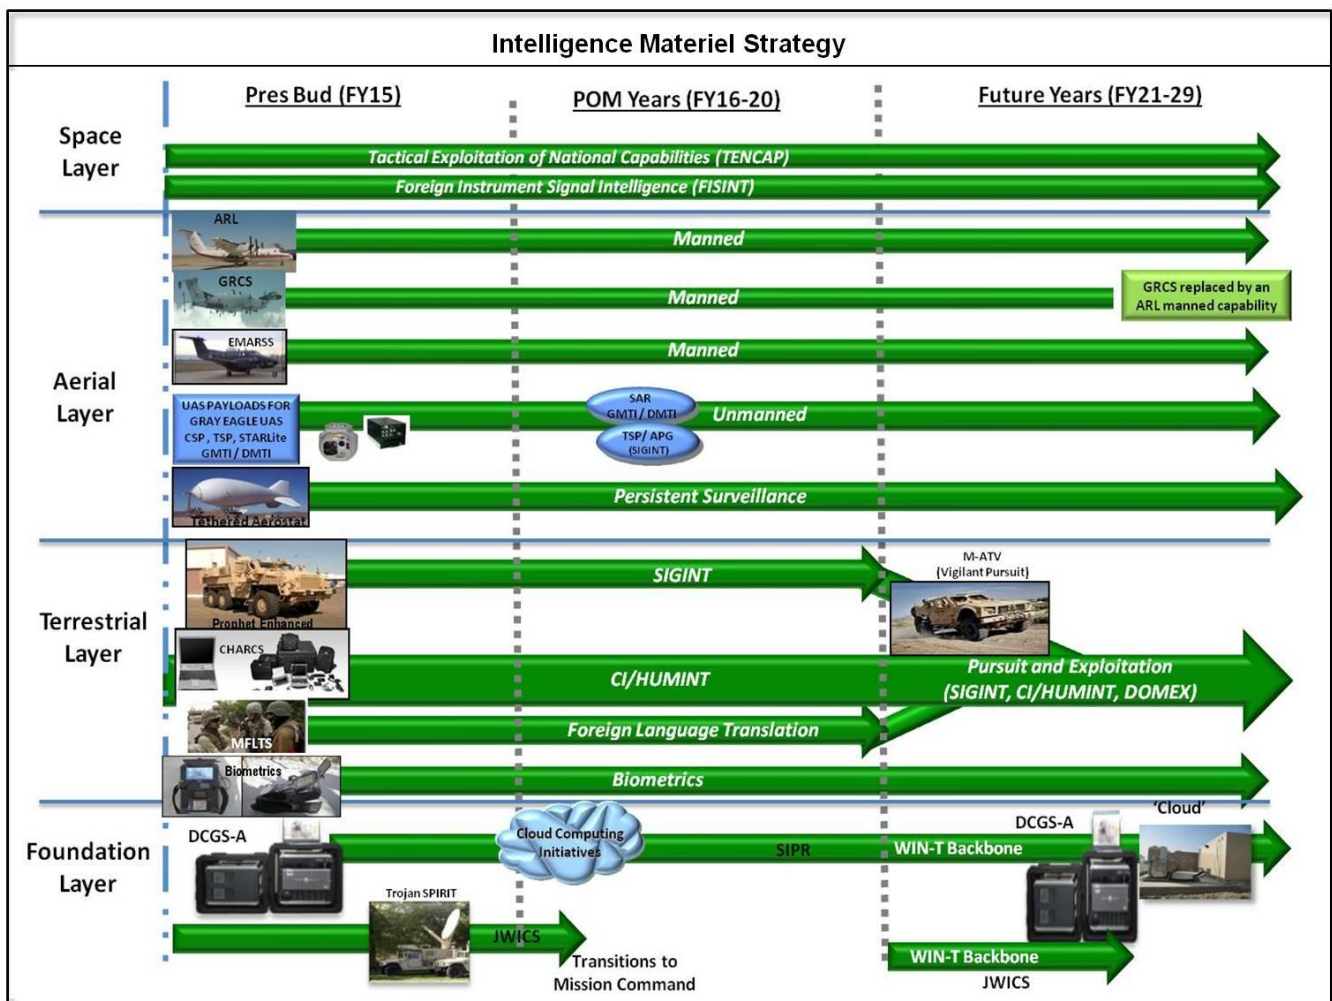 Intelligence Materiel Strategy
Pres Bud (FY15)
POM Years (FY16-20)
Future Years (FY21-29)
Space
Layer
Tactical Exploitation of National Capabilities (TENCAP)
Foreign Instrument Signal Intelligence (FISINT)
Aerial
Layer
ARL
Manned
GRCS
Manned
GRCS replaced by an
ARL manned capability
EMARSS
Manned
UAS PAYLOADS FOR
GRAY EAGLE UAS
CSP , TSP, STARLite
GMTI / DMTI
SAR
GMTI / DMTI
Unmanned
TSP/ APG
(SIGINT)
Tethered Aerostat
Persistent Surveillance
Terrestrial
Layer
Prophet Enhanced
SIGINT
M-ATV
(Vigilant Pursuit)
CHARCS
CI/HUMINT
Pursuit and Exploitation
(SIGINT, CI/HUMINT, DOMEX)
MFLTS
Foreign Language Translation
Biometrics
Biometrics
Foundation
Layer
DCGS-A
Cloud Computing
Initiatives
SIPR
WIN-T Backbone
DCGS-A
'Cloud'
Trojan SPIRIT
JWICS
Transitions to
Mission Command
WIN-T Backbone
JWICS